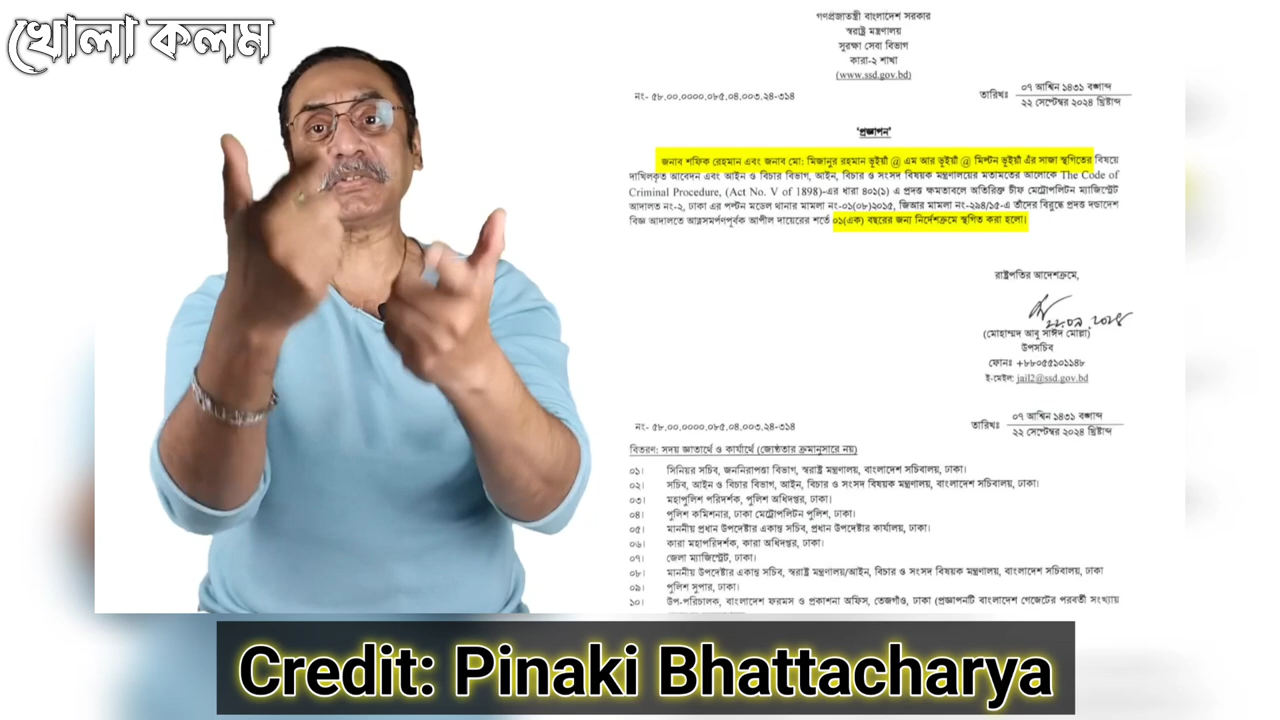 খোলা কলম
গণপ্রজাতন্ত্রী বাংলাদেশ সরকার
স্বরাষ্ট্র মন্ত্রণালয়
সুরক্ষা সেবা বিভাগ
কারা-২ শাখা
(www.ssd.gov.bd)
নং- ৫৮.০০.০০০০.০৮৫.০৪.০০৩.২৪-৩১৪
তারিখঃ ০৭ আশ্বিন ১৪৩১ বঙ্গাব্দ
২২ সেপ্টেম্বর ২০২৪ খ্রিষ্টাব্দ
'প্রজ্ঞাপন'
জনাব শফিক রেহমান এবং জনাব মো: মিজানুর রহমান ভূইয়াঁ @ এম আর ভূইয়াঁ @ মিল্টন ভূইয়াঁ এঁর সাজা স্থগিতের বিষয়ে
দাখিলকৃত আবেদন এবং আইন ও বিচার বিভাগ, আইন, বিচার ও সংসদ বিষয়ক মন্ত্রণালয়ের মতামতের আলোকে The Code of
Criminal Procedure, (Act No. V of 1898)-এর ধারা ৪০১(১) এ প্রদত্ত ক্ষমতাবলে অতিরিক্ত চীফ মেট্রোপলিটন ম্যাজিস্ট্রেট
আদালত নং-২, ঢাকা এর পল্টন মডেল থানার মামলা নং-০১(০৮)২০১৫, জিআর মামলা নং-২৯৪/১৫-এ তাঁদের বিরুদ্ধে প্রদত্ত দন্ডাদেশ
বিজ্ঞ আদালতে আত্মসমর্পণপূর্বক আপীল দায়েরের শর্তে ০১(এক) বছরের জন্য নির্দেশক্রমে স্থগিত করা হলো।
রাষ্ট্রপতির আদেশক্রমে,
২২.০৯.২০২৪
(মোহাম্মদ আবু সাঈদ মোল্লা)
উপসচিব
ফোনঃ +৮৮০৫৫১০১১৪৮
ই-মেইল: jail2@ssd.gov.bd
নং- ৫৮.০০.০০০০.০৮৫.০৪.০০৩.২৪-৩১৪
তারিখঃ ০৭ আশ্বিন ১৪৩১ বঙ্গাব্দ
২২ সেপ্টেম্বর ২০২৪ খ্রিষ্টাব্দ
বিতরণ: সদয় জ্ঞাতার্থে ও কার্যার্থে (জ্যেষ্ঠতার ক্রমানুসারে নয়)
০১। সিনিয়র সচিব, জননিরাপত্তা বিভাগ, স্বরাষ্ট্র মন্ত্রণালয়, বাংলাদেশ সচিবালয়, ঢাকা।
০২। সচিব, আইন ও বিচার বিভাগ, আইন, বিচার ও সংসদ বিষয়ক মন্ত্রণালয়, বাংলাদেশ সচিবালয়, ঢাকা।
০৩। মহাপুলিশ পরিদর্শক, পুলিশ অধিদপ্তর, ঢাকা।
০৪। পুলিশ কমিশনার, ঢাকা মেট্রোপলিটন পুলিশ, ঢাকা।
০৫। মাননীয় প্রধান উপদেষ্টার একান্ত সচিব, প্রধান উপদেষ্টার কার্যালয়, ঢাকা।
০৬। কারা মহাপরিদর্শক, কারা অধিদপ্তর, ঢাকা।
০৭। জেলা ম্যাজিস্ট্রেট, ঢাকা।
০৮। মাননীয় উপদেষ্টার একান্ত সচিব, স্বরাষ্ট্র মন্ত্রণালয়/আইন, বিচার ও সংসদ বিষয়ক মন্ত্রণালয়, বাংলাদেশ সচিবালয়, ঢাকা
০৯। পুলিশ সুপার, ঢাকা।
১০। উপ-পরিচালক, বাংলাদেশ ফরমস ও প্রকাশনা অফিস, তেজগাঁও, ঢাকা (প্রজ্ঞাপনটি বাংলাদেশ গেজেটের পরবর্তী সংখ্যায়
Credit: Pinaki Bhattacharya